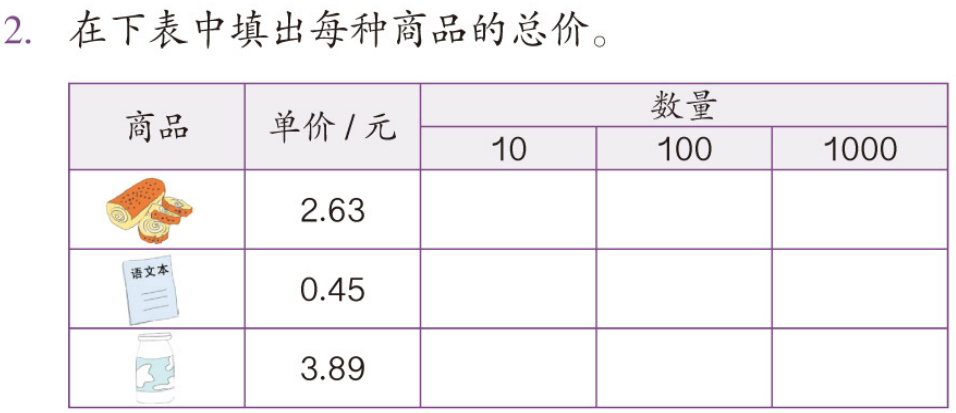 2. 在下表中填出每种商品的总价。
商品 单价/元 数量
10 100 1000
2.63
语文本
0.45
3.89